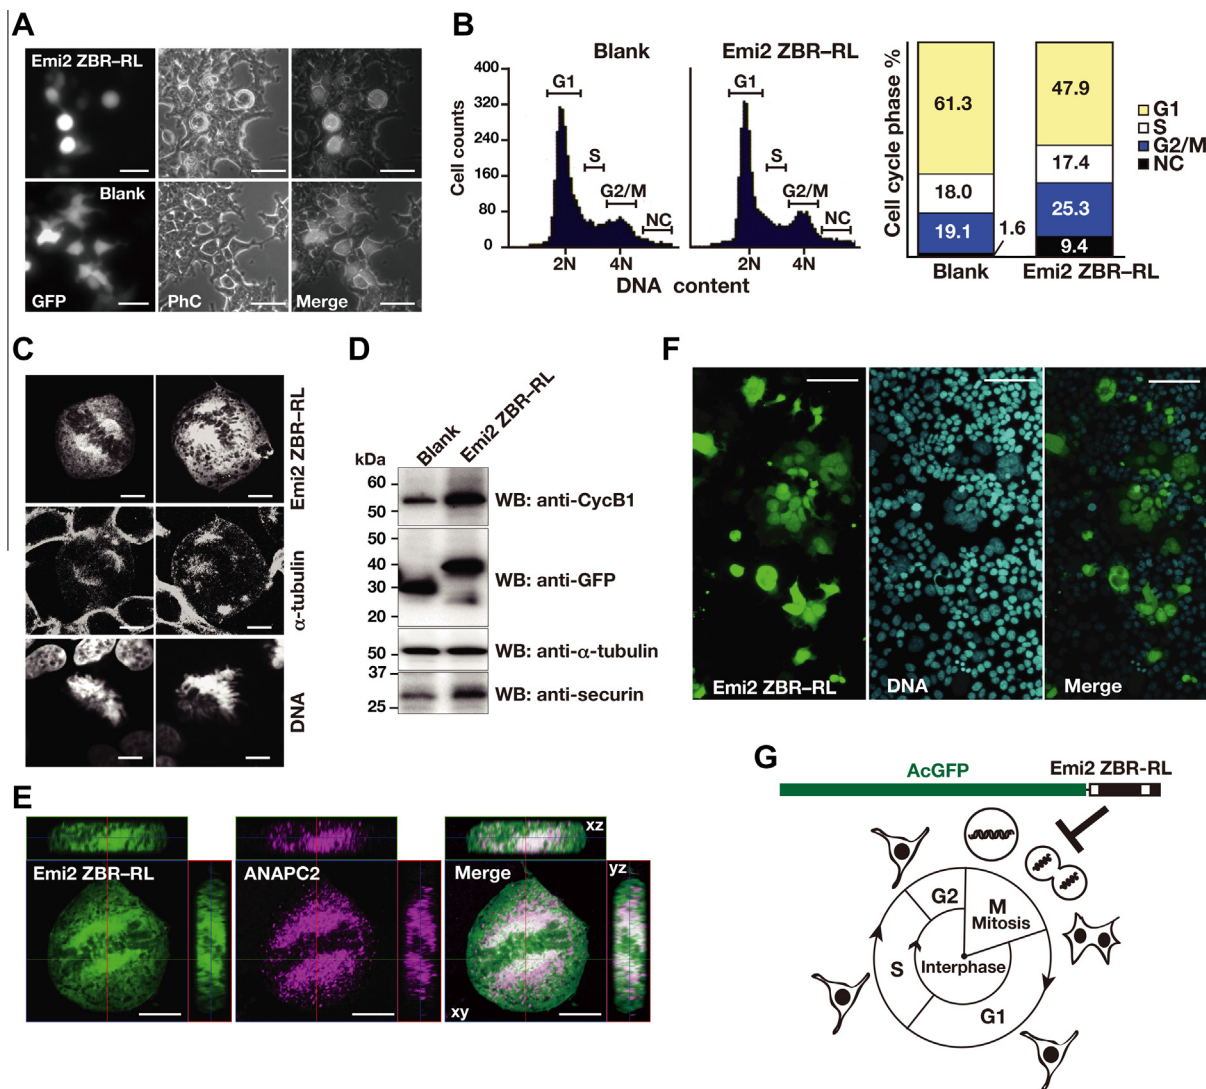 A
Emi2 ZBR–RL
Blank
GFP
PhC
Merge
B
Blank
Emi2 ZBR–RL
400
320
240
160
80
0
Cell counts
G1
S
G2/M
NC
G1
S
G2/M
NC
2N
4N
2N
4N
DNA content
Cell cycle phase %
61.3
18.0
19.1
1.6
47.9
17.4
25.3
9.4
Blank
Emi2 ZBR–RL
G1
S
G2/M
NC
C
Emi2 ZBR–RL
α-tubulin
DNA
D
Blank
Emi2 ZBR–RL
kDa
60
50
WB: anti-CycB1
50
40
30
20
WB: anti-GFP
50
WB: anti-α-tubulin
37
25
WB: anti-securin
E
Emi2 ZBR–RL
ANAPC2
Merge
xz
yz
xy
F
Emi2 ZBR–RL
DNA
Merge
G
AcGFP
Emi2 ZBR-RL
G2
M
Mitosis
S
Interphase
G1